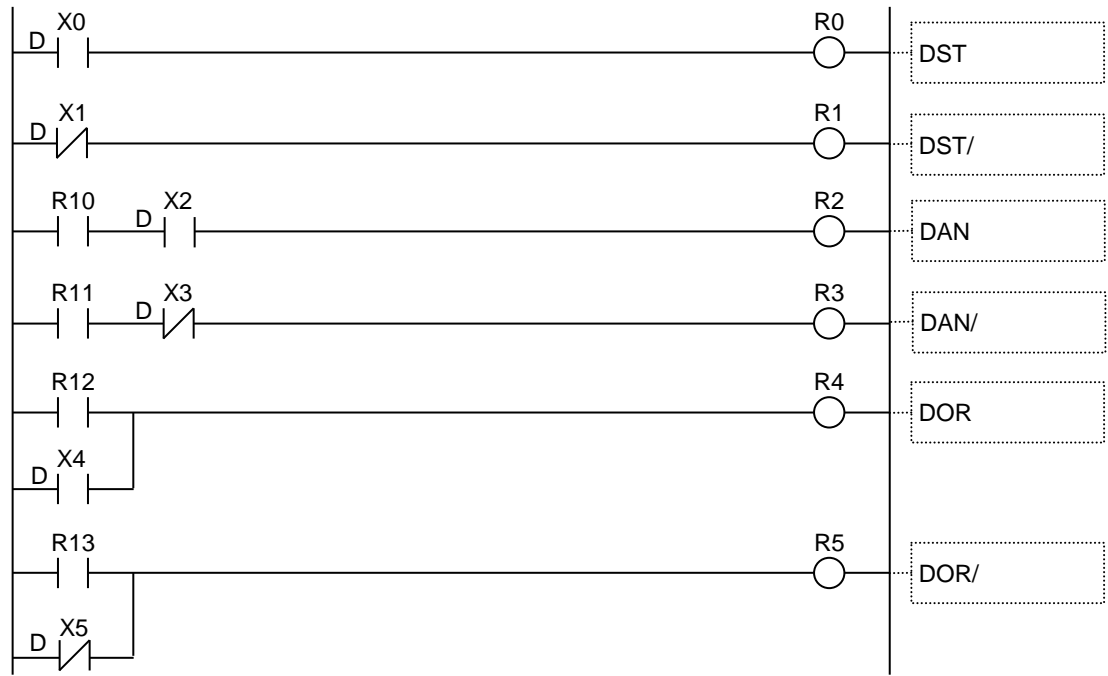 X0 R0
D DST
X1 R1
D DST/
R10 X2 R2
D DAN
R11 X3 R3
D DAN/
R12 R4
DOR
X4
D
R13 R5
DOR/
X5
D